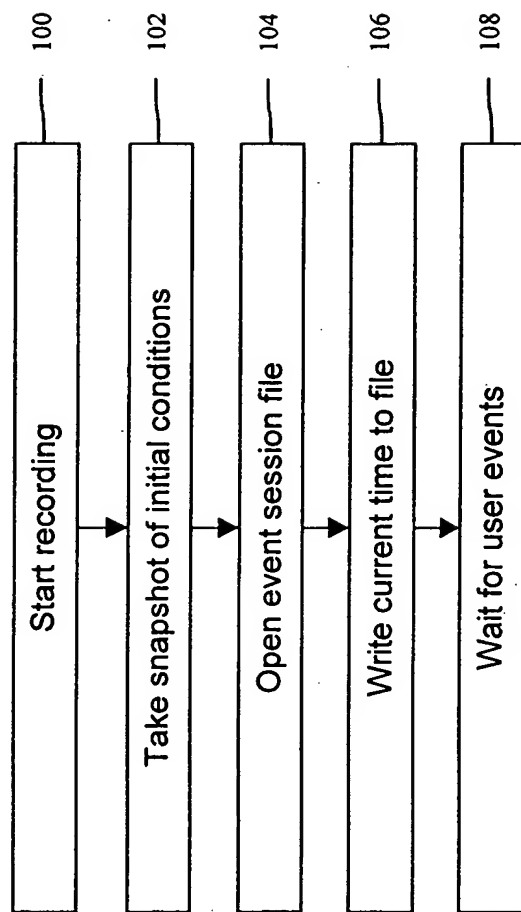 Start recording
100
Take snapshot of initial conditions
102
Open event session file
104
Write current time to file
106
Wait for user events
108